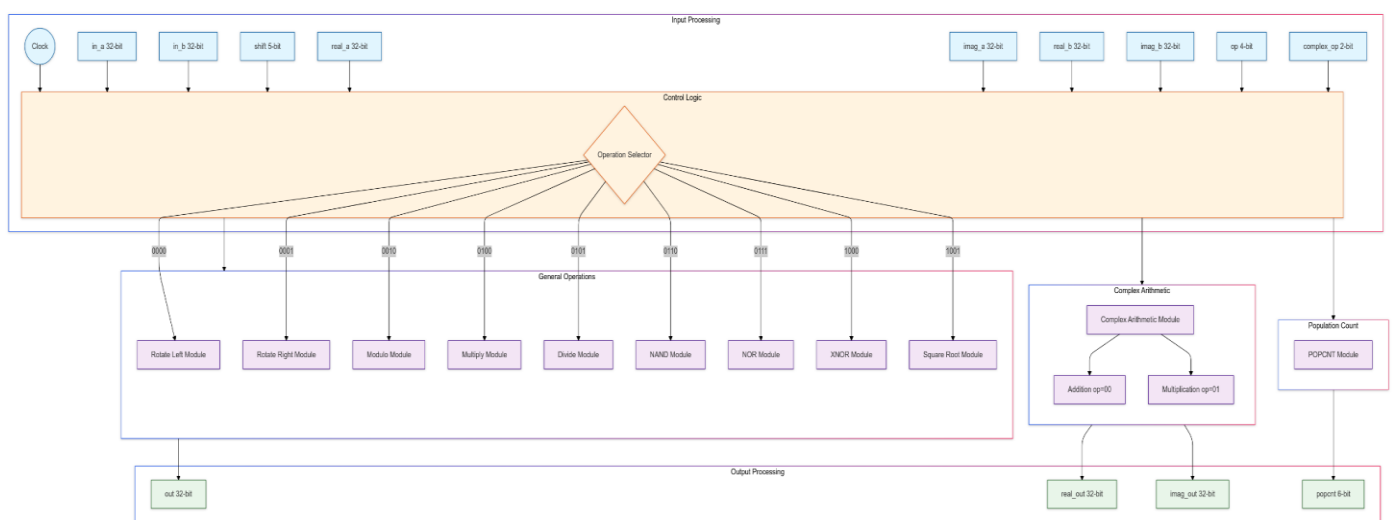 Input Processing
Clock
in_a 32-bit
in_b 32-bit
shift 5-bit
real_a 32-bit
imag_a 32-bit
real_b 32-bit
imag_b 32-bit
op 4-bit
complex_op 2-bit
Control Logic
Operation Selector
0000
0001
0010
0100
0101
0110
0111
1000
1001
General Operations
Rotate Left Module
Rotate Right Module
Modulo Module
Multiply Module
Divide Module
NAND Module
NOR Module
XNOR Module
Square Root Module
Complex Arithmetic
Complex Arithmetic Module
Addition op=00
Multiplication op=01
Population Count
POPCNT Module
Output Processing
out 32-bit
real_out 32-bit
imag_out 32-bit
popcnt 6-bit